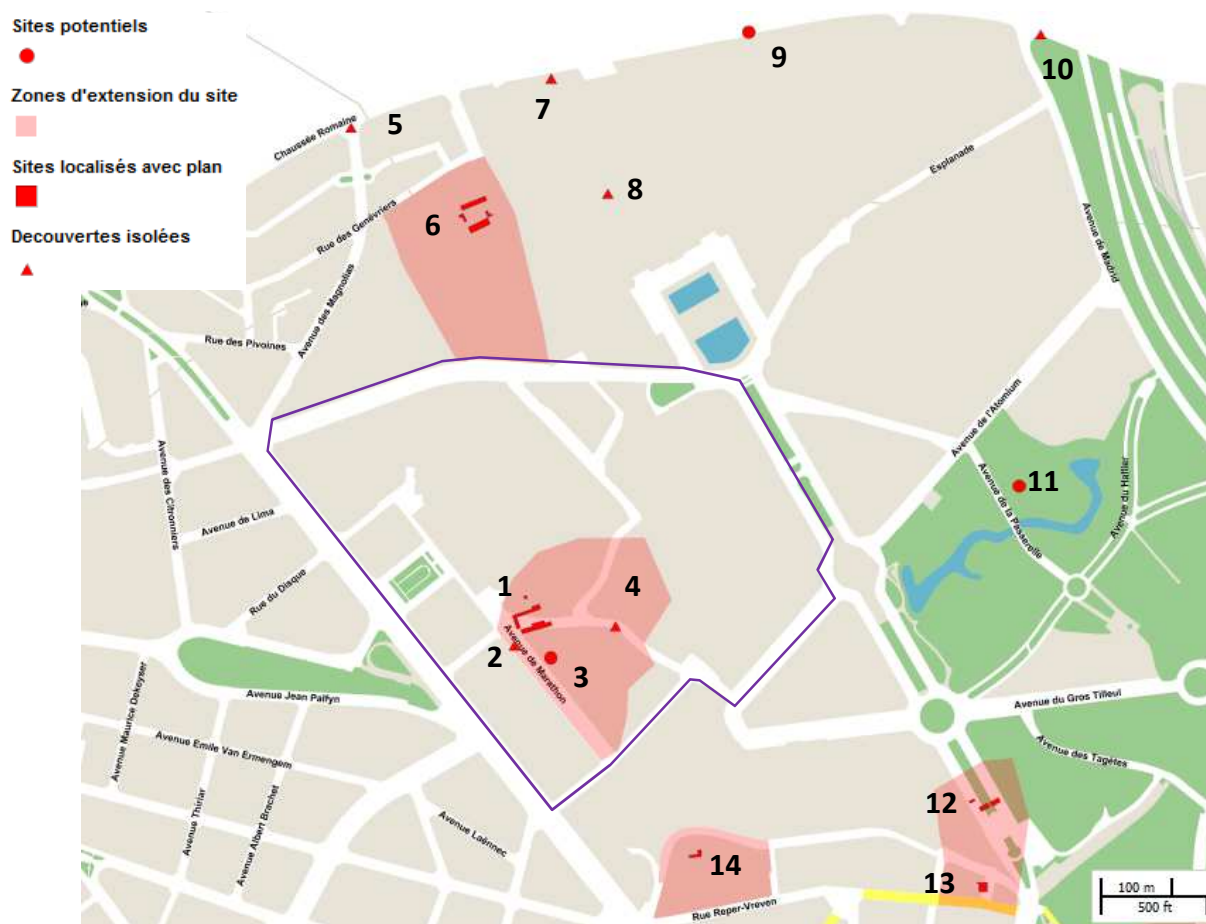 Sites potentiels
Zones d'extension du site
Sites localisés avec plan
Decouvertes isolées
9
10
7
5
Chaussée Romaine
8
Esplanade
6
Rue des Genévriers
Avenue de Madrid
Avenue des Magnolias
Rue des Pivoines
Avenue de l'Atomium
Avenue des Citronniers
11
Avenue du Halller
Avenue de Lima
Avenue de la Passerelle
Rue du Disque
1
4
2
3
Avenue de Marathon
Avenue Maurice Dekeyser
Avenue Jean Palfyn
Avenue du Gros Tilleul
Avenue Emile Van Ermengem
Avenue des Tagètes
Avenue Thiriar
Avenue Albert Brachet
12
Avenue Laënnec
14
13
100 m
500 ft
Rue Reper-Vreven